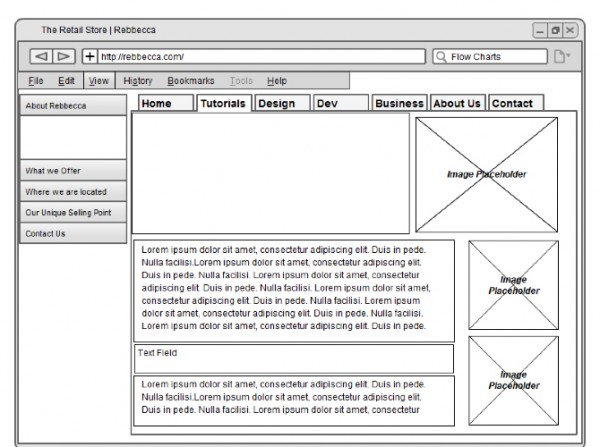 The Retail Store | Rebbecca
http://rebbecca.com/ Flow Charts
File Edit View History Bookmarks Tools Help
About Rebbecca
What we Offer
Where we are located
Our Unique Selling Point
Contact Us
Home Tutorials Design Dev Business About Us Contact
Image Placeholder
Lorem ipsum dolor sit amet, consectetur adipiscing elit. Duis in pede.
Nulla facilisi.Lorem ipsum dolor sit amet, consectetur adipiscing elit.
Duis in pede. Nulla facilisi. Lorem ipsum dolor sit amet, consectetur
adipiscing elit. Duis in pede. Nulla facilisi. Lorem ipsum dolor sit amet,
consectetur adipiscing elit. Duis in pede. Nulla facilisi. Lorem ipsum
dolor sit amet, consectetur adipiscing elit. Duis in pede. Nulla facilisi.
Lorem ipsum dolor sit amet, consectetur adipiscing elit. Duis in pede.
Image
Placeholder
Text Field
Lorem ipsum dolor sit amet, consectetur adipiscing elit. Duis in pede.
Nulla facilisi.Lorem ipsum dolor sit amet, consectetur adipiscing elit.
Duis in pede. Nulla facilisi. Lorem ipsum dolor sit amet, consectetur
Image
Placeholder